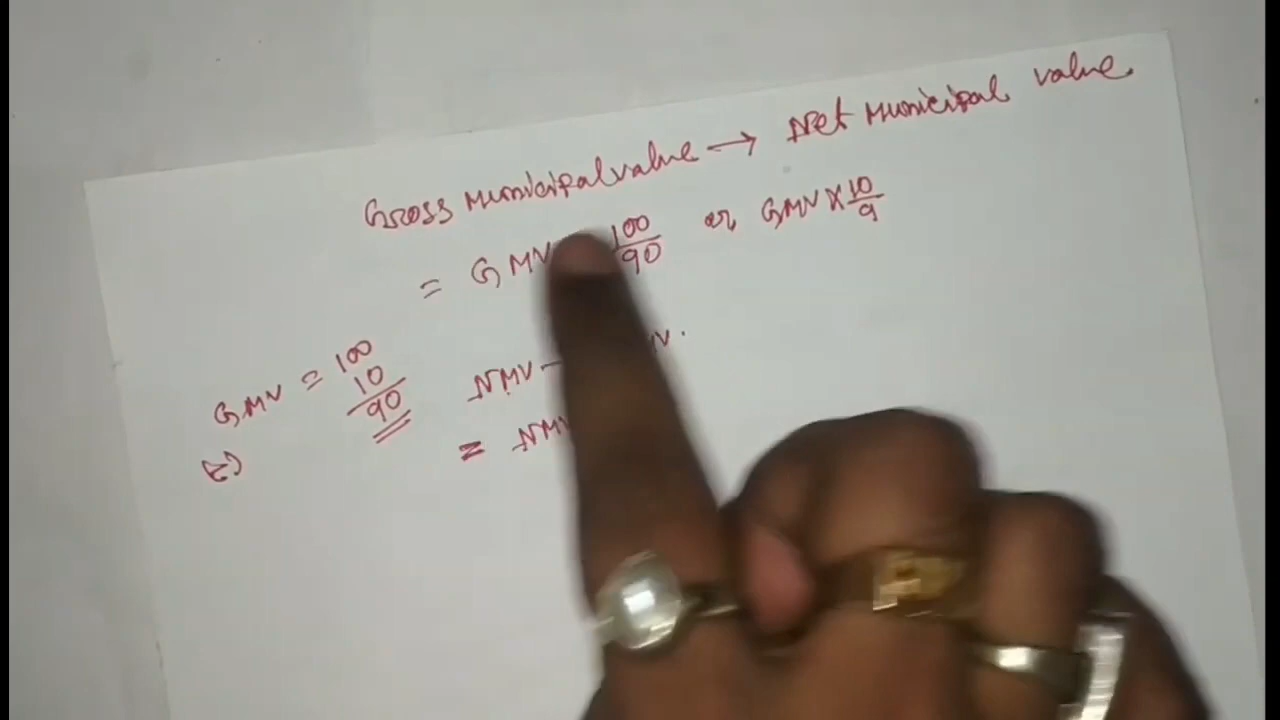 Gross Municipal value → Net Municipal value
= GMV 100/90 or GMV × 10/9
GMV = 100
10
90
NMV
= NMV